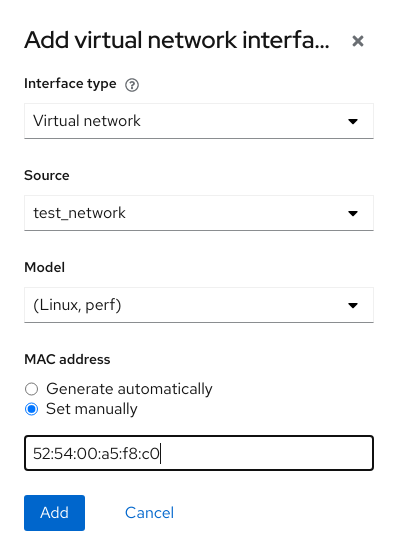 Add virtual network interfa...
Interface type
Virtual network
Source
test_network
Model
(Linux, perf)
MAC address
Generate automatically
Set manually
52:54:00:a5:f8:c0
Add Cancel